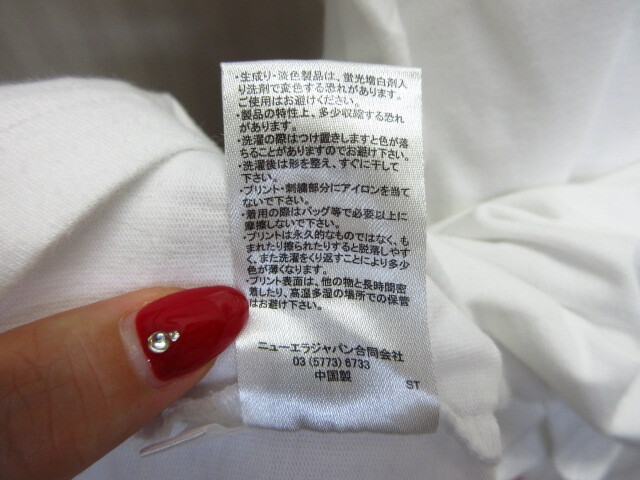 ・生成り・淡色製品は、蛍光増白剤入
り洗剤で変色する恐れがあります。
ご使用はお避けください。
・製品の特性上、多少収縮する恐れ
があります。
・洗濯の際はつけ置きしますと色が落
ちることがありますのでお避け下さい。
・洗濯後は形を整え、すぐに干して
下さい。
・プリント・刺繍部分にアイロンを当て
ないで下さい。
・着用の際はバッグ等で必要以上に
摩擦しないで下さい。
・プリントは永久的なものではなく、も
まれたり擦られたりすると脱落しやす
く、また洗濯をくり返すことにより多少
色が薄くなります。
・プリント表面は、他の物と長時間密
着したり、高温多湿の場所での保管
はお避け下さい。
ニューエラジャパン合同会社
03 (5773) 6733
中国製
ST